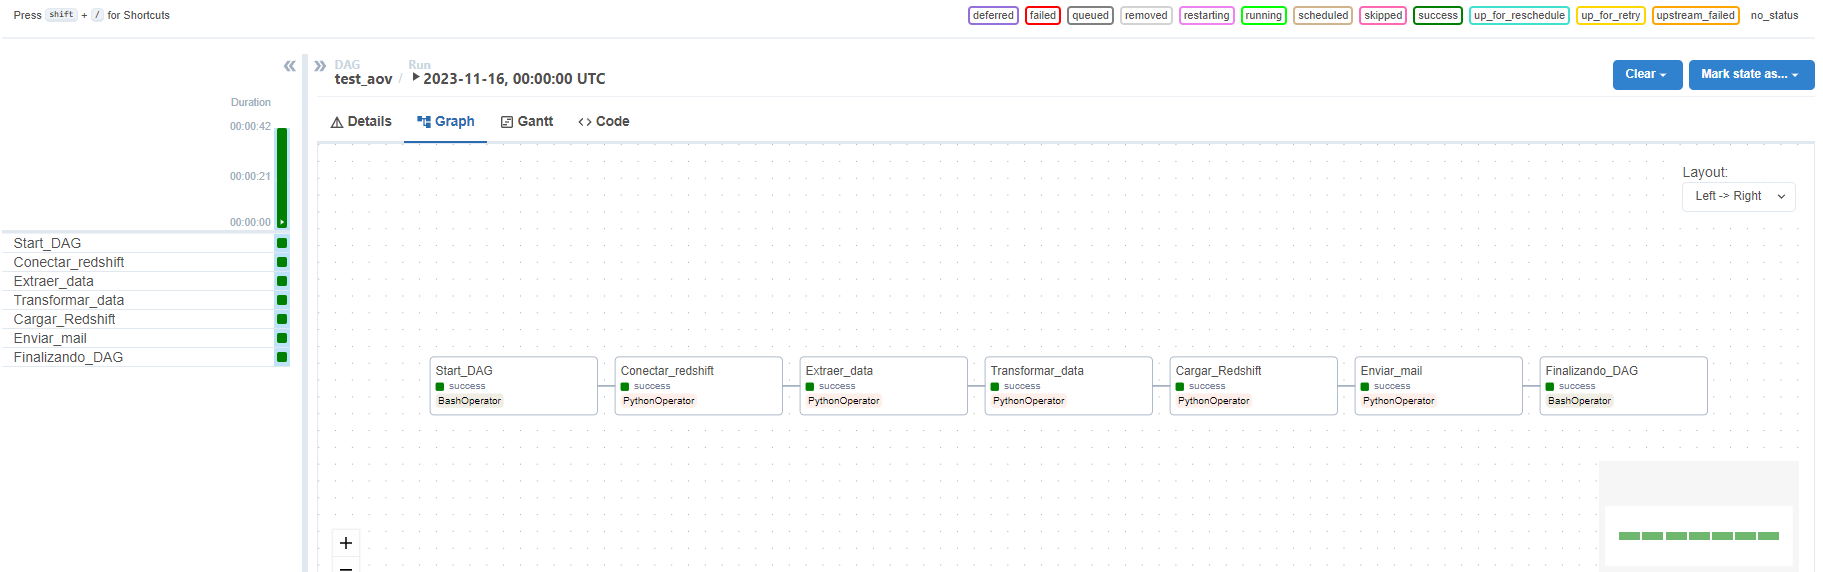 Press shift + / for Shortcuts
deferred failed queued removed restarting running scheduled skipped success up_for_reschedule up_for_retry upstream_failed no_status
DAG
test_aov / Run
2023-11-16, 00:00:00 UTC
Clear
Mark state as...
Details Graph Gantt Code
Duration
00:00:42
00:00:21
00:00:00
Layout:
Left -> Right
Start_DAG
Conectar_redshift
Extraer_data
Transformar_data
Cargar_Redshift
Enviar_mail
Finalizando_DAG
Start_DAG
success
BashOperator
Conectar_redshift
success
PythonOperator
Extraer_data
success
PythonOperator
Transformar_data
success
PythonOperator
Cargar_Redshift
success
PythonOperator
Enviar_mail
success
PythonOperator
Finalizando_DAG
success
BashOperator